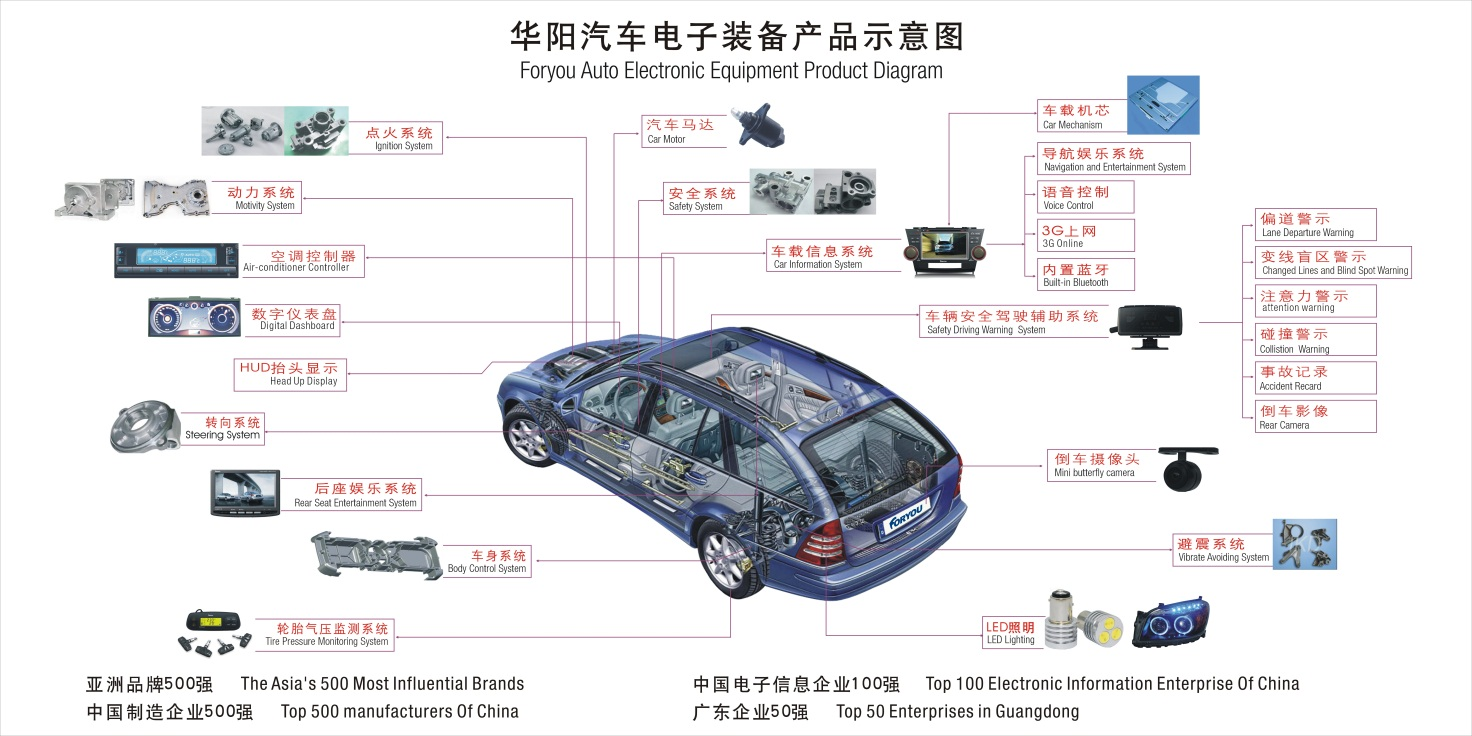 华阳汽车电子装备产品示意图
Foryou Auto Electronic Equipment Product Diagram
点火系统
Ignition System
动力系统
Motivity System
空调控制器
Air-conditioner Controller
数字仪表盘
Digital Dashboard
HUD抬头显示
Head Up Display
转向系统
Steering System
后座娱乐系统
Rear Seat Entertainment System
车身系统
Body Control System
轮胎气压监测系统
Tire Pressure Monitoring System
汽车马达
Car Motor
安全系统
Safety System
车载信息系统
Car Information System
车载机芯
Car Mechanism
导航娱乐系统
Navigation and Entertainment System
语音控制
Voice Control
3G上网
3G Online
内置蓝牙
Built-in Bluetooth
车辆安全驾驶辅助系统
Safety Driving Warning System
偏道警示
Lane Departure Warning
变线盲区警示
Changed Lines and Blind Spot Warning
注意力警示
attention warning
碰撞警示
Collistion Warning
事故记录
Accident Recard
倒车影像
Rear Camera
倒车摄像头
Mini butterfly camera
避震系统
Vibrate Avoiding System
LED照明
LED Lighting
FORYOU
亚洲品牌500强 The Asia's 500 Most Influential Brands
中国制造企业500强 Top 500 manufacturers Of China
中国电子信息企业100强 Top 100 Electronic Information Enterprise Of China
广东企业50强 Top 50 Enterprises in Guangdong